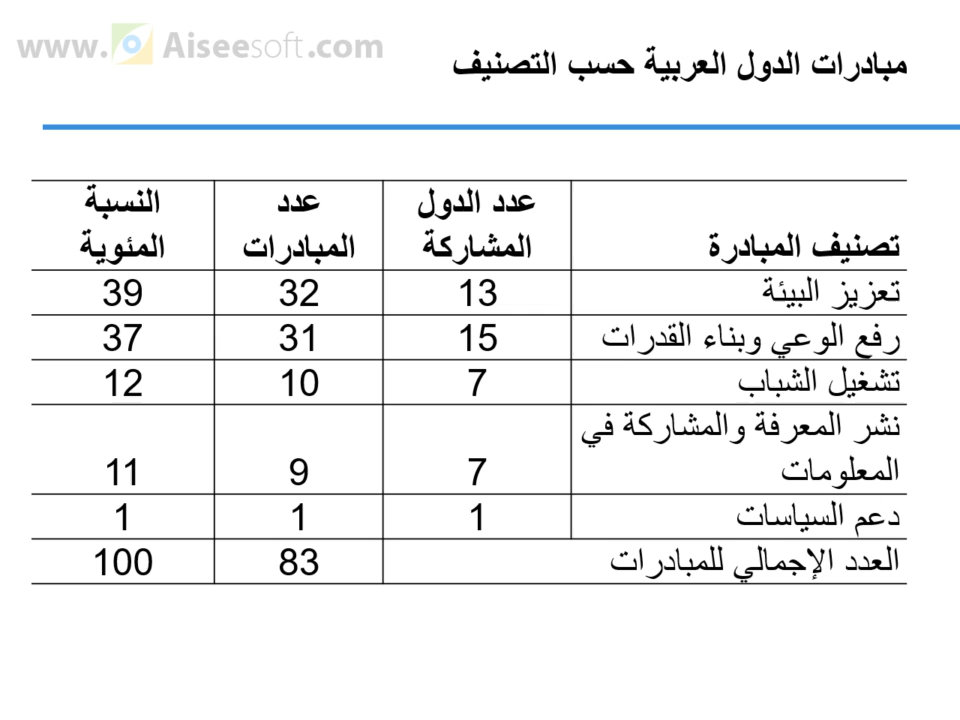 www.Aiseesoft.com
مبادرات الدول العربية حسب التصنيف
تصنيف المبادرة عدد الدول المشاركة عدد المبادرات النسبة المئوية
تعزيز البيئة 13 32 39
رفع الوعي وبناء القدرات 15 31 37
تشغيل الشباب 7 10 12
نشر المعرفة والمشاركة في
المعلومات 7 9 11
دعم السياسات 1 1 1
العدد الإجمالي للمبادرات 83 100